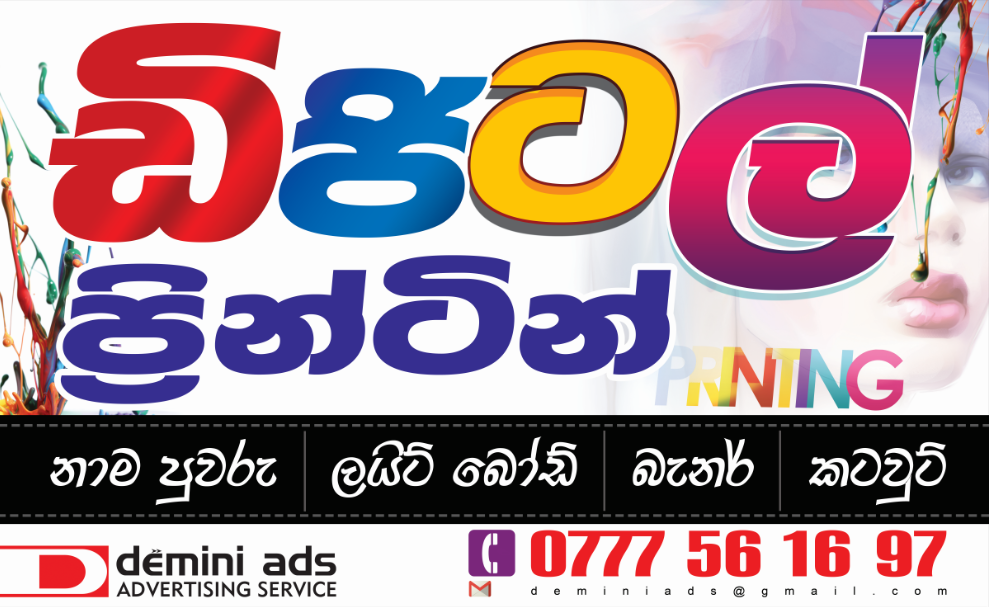 ඩිජිටල්
ප්‍රින්ටින්
PRINTING
නාම පුවරු ලයිට් බෝඩ් බැනර් කටවුට්
demini ads
ADVERTISING SERVICE
0777 56 16 97
deminiads@gmail.com